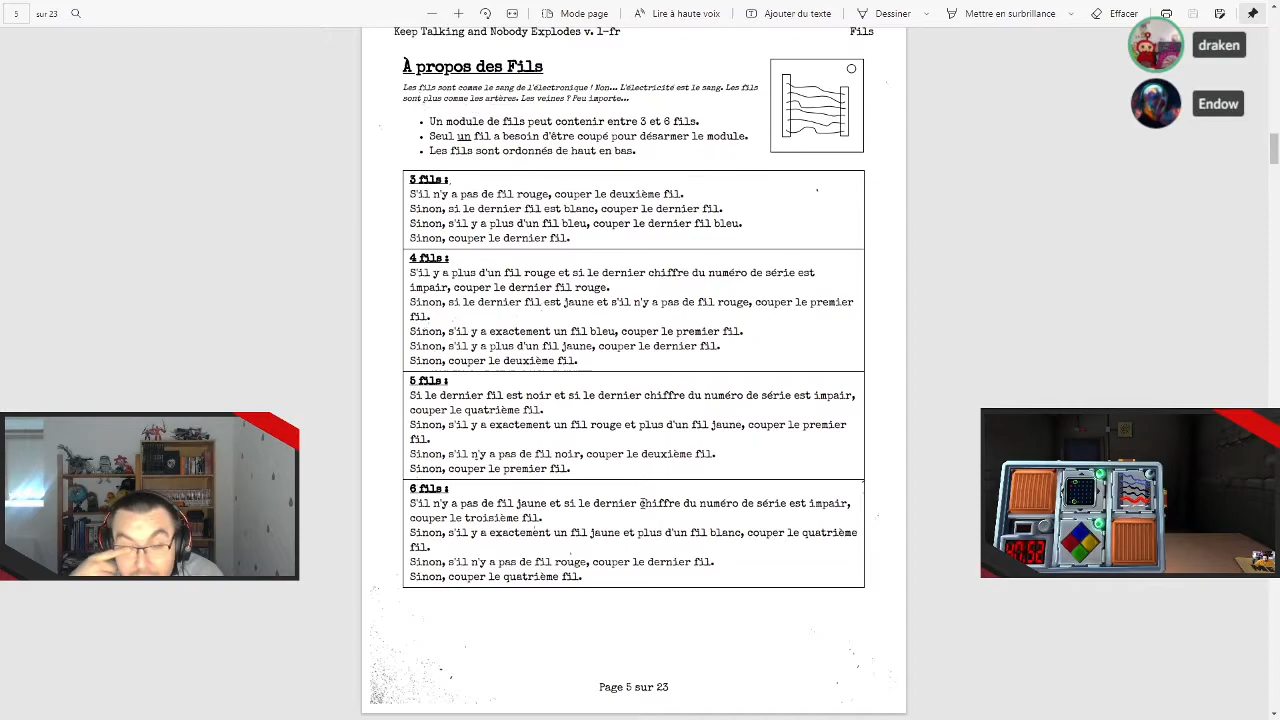 5
sur 23
Mode page
Lire à haute voix
Ajouter du texte
Dessiner
Mettre en surbrillance
Effacer
draken
Endow
Keep Talking and Nobody Explodes v. 1-fr
Fils
À propos des Fils
Les fils sont comme le sang de l'électronique ! Non... L'électricité est le sang. Les fils
sont plus comme les artères. Les veines ? Peu importe...
• Un module de fils peut contenir entre 3 et 6 fils.
• Seul un fil a besoin d'être coupé pour désarmer le module.
• Les fils sont ordonnés de haut en bas.
3 fils :
S'il n'y a pas de fil rouge, couper le deuxième fil.
Sinon, si le dernier fil est blanc, couper le dernier fil.
Sinon, s'il y a plus d'un fil bleu, couper le dernier fil bleu.
Sinon, couper le dernier fil.
4 fils :
S'il y a plus d'un fil rouge et si le dernier chiffre du numéro de série est
impair, couper le dernier fil rouge.
Sinon, si le dernier fil est jaune et s'il n'y a pas de fil rouge, couper le premier
fil.
Sinon, s'il y a exactement un fil bleu, couper le premier fil.
Sinon, s'il y a plus d'un fil jaune, couper le dernier fil.
Sinon, couper le deuxième fil.
5 fils :
Si le dernier fil est noir et si le dernier chiffre du numéro de série est impair,
couper le quatrième fil.
Sinon, s'il y a exactement un fil rouge et plus d'un fil jaune, couper le premier
fil.
Sinon, s'il n'y a pas de fil noir, couper le deuxième fil.
Sinon, couper le premier fil.
6 fils :
S'il n'y a pas de fil jaune et si le dernier chiffre du numéro de série est impair,
couper le troisième fil.
Sinon, s'il y a exactement un fil jaune et plus d'un fil blanc, couper le quatrième
fil.
Sinon, s'il n'y a pas de fil rouge, couper le dernier fil.
Sinon, couper le quatrième fil.
Page 5 sur 23